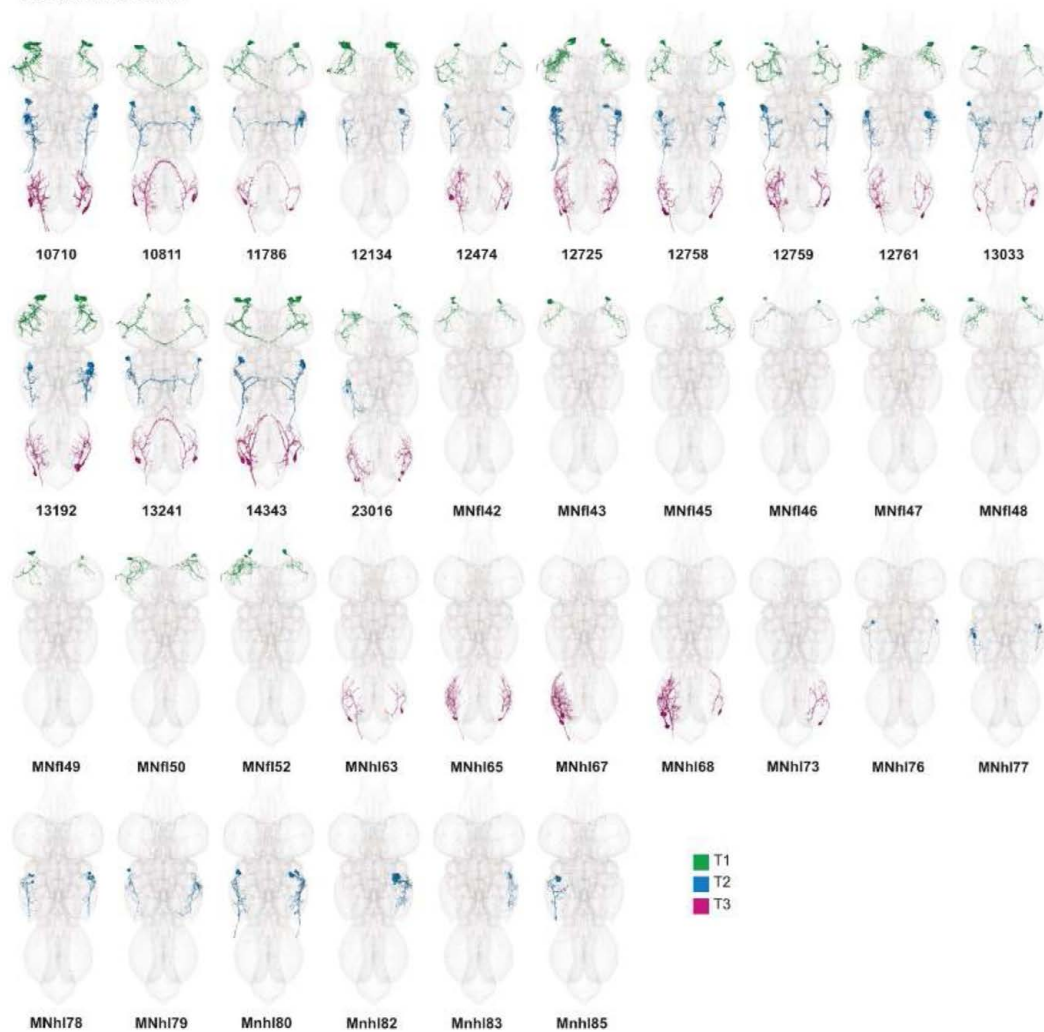 10710 10811 11786 12134 12474 12725 12758 12759 12761 13033
13192 13241 14343 23016 MNfl42 MNfl43 MNfl45 MNfl46 MNfl47 MNfl48
MNfl49 MNfl50 MNfl52 MNhl63 MNhl65 MNhl67 MNhl68 MNhl73 MNhl76 MNhl77
T1
T2
T3
MNhl78 MNhl79 Mnhl80 Mnhl82 Mnhl83 Mnhl85